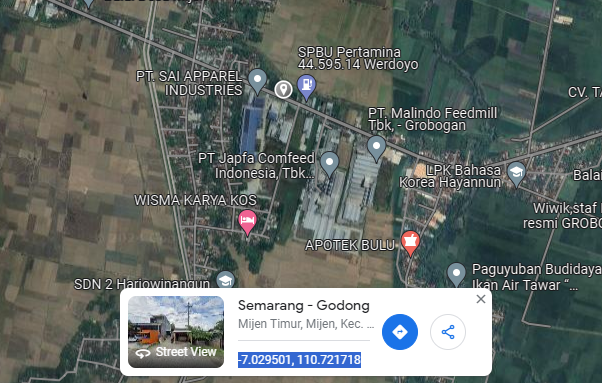 SPBU Pertamina
44.595.14 Werdoyo
PT. SAI APPAREL
INDUSTRIES
CV. TA
PT. Malindo Feedmill
Tbk, - Grobogan
PT Japfa Comfeed
Indonesia, Tbk...
LPK Bahasa
Korea Hayannun
Balai
WISMA KARYA KOS
Wiwik,staf
resmi GROBO
APOTEK BULU
SDN 2 Harjowinangun
Paguyuban Budidaya
Ikan Air Tawar “...
Semarang - Godong
Mijen Timur, Mijen, Kec. ...
Street View
-7.029501, 110.721718